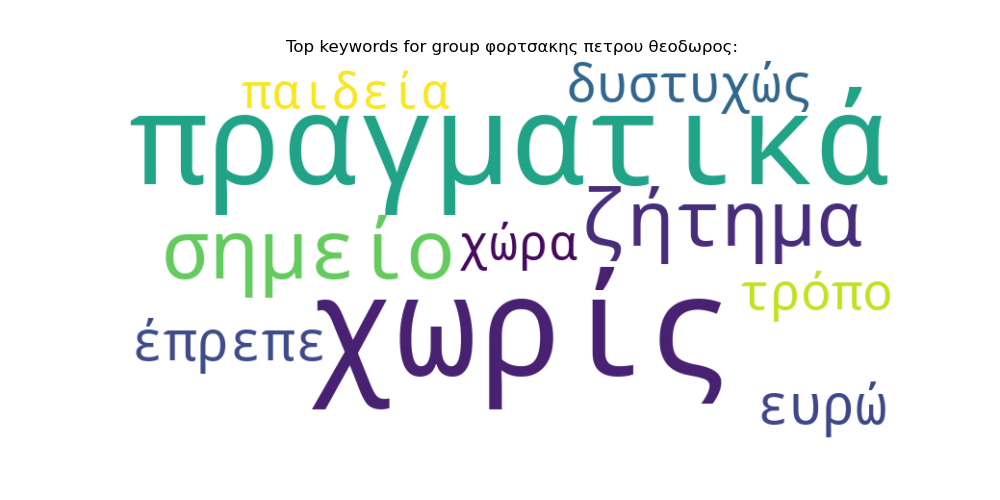 Top keywords for group φορτσακης πετρου θεοδωρος:
παιδεία
δυστυχώς
πραγματικά
ζήτημα
σημείο
χώρα
τρόπο
χωρίς
έπρεπε
ευρώ